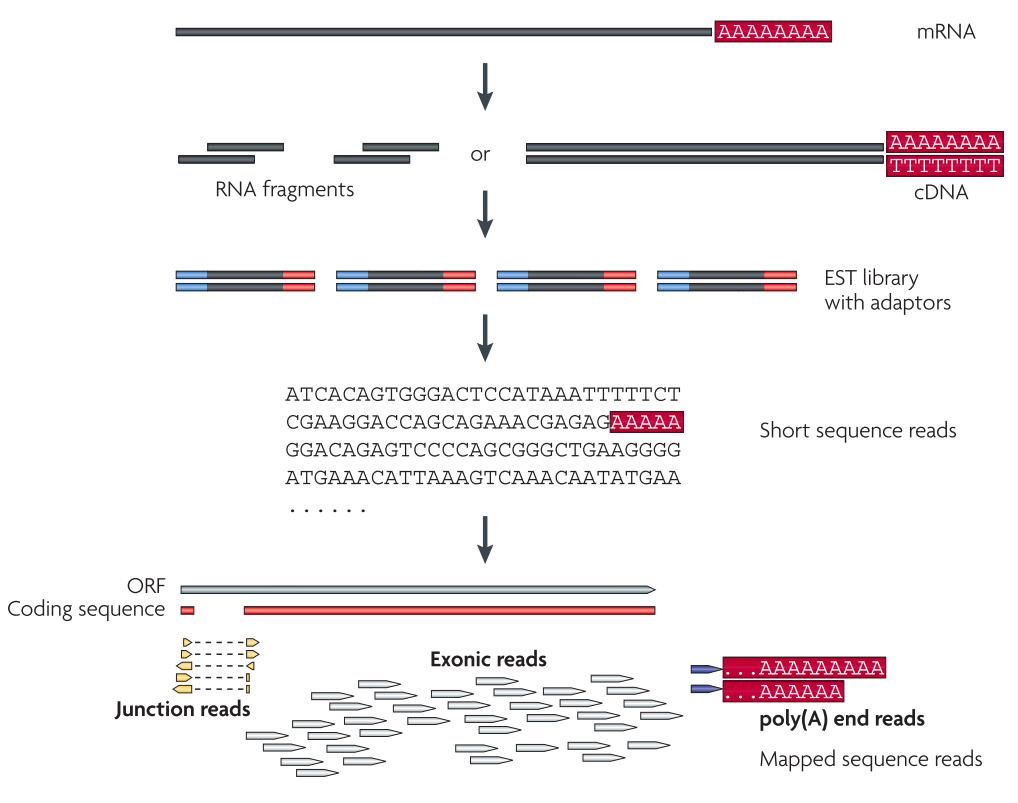 AAAAAAAA mRNA
AAAAAAAA
or
TTTTTTTT
RNA fragments
cDNA
EST library
with adaptors
ATCACAGTGGGACTCCATAAATTTTTCT
CGAAGGACCAGCAGAAACGAGAGAAAAA
Short sequence reads
GGACAGAGTCCCCAGCGGGCTGAAGGGG
ATGAAACATTAAAGTCAAACAATATGAA
. . . . . .
ORF
Coding sequence
Exonic reads
...AAAAAAAAA
...AAAAAA
Junction reads
poly(A) end reads
Mapped sequence reads